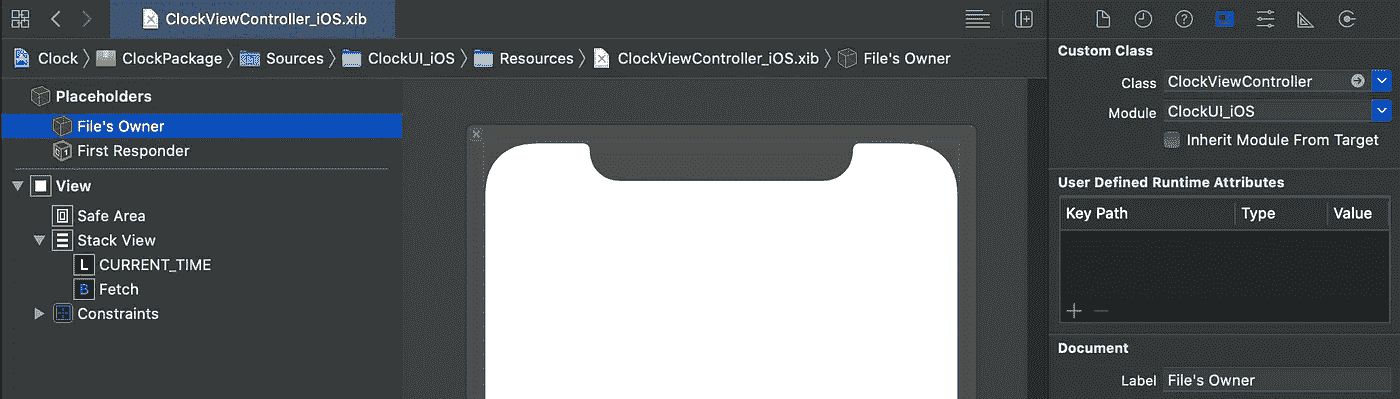 ClockViewController_iOS.xib
Clock
ClockPackage
Sources
ClockUI_iOS
Resources
ClockViewController_iOS.xib
File's Owner
Placeholders
File's Owner
First Responder
View
Safe Area
Stack View
L CURRENT_TIME
B Fetch
Constraints
Custom Class
Class ClockViewController
Module ClockUI_iOS
Inherit Module From Target
User Defined Runtime Attributes
Key Path Type Value
Document
Label File's Owner